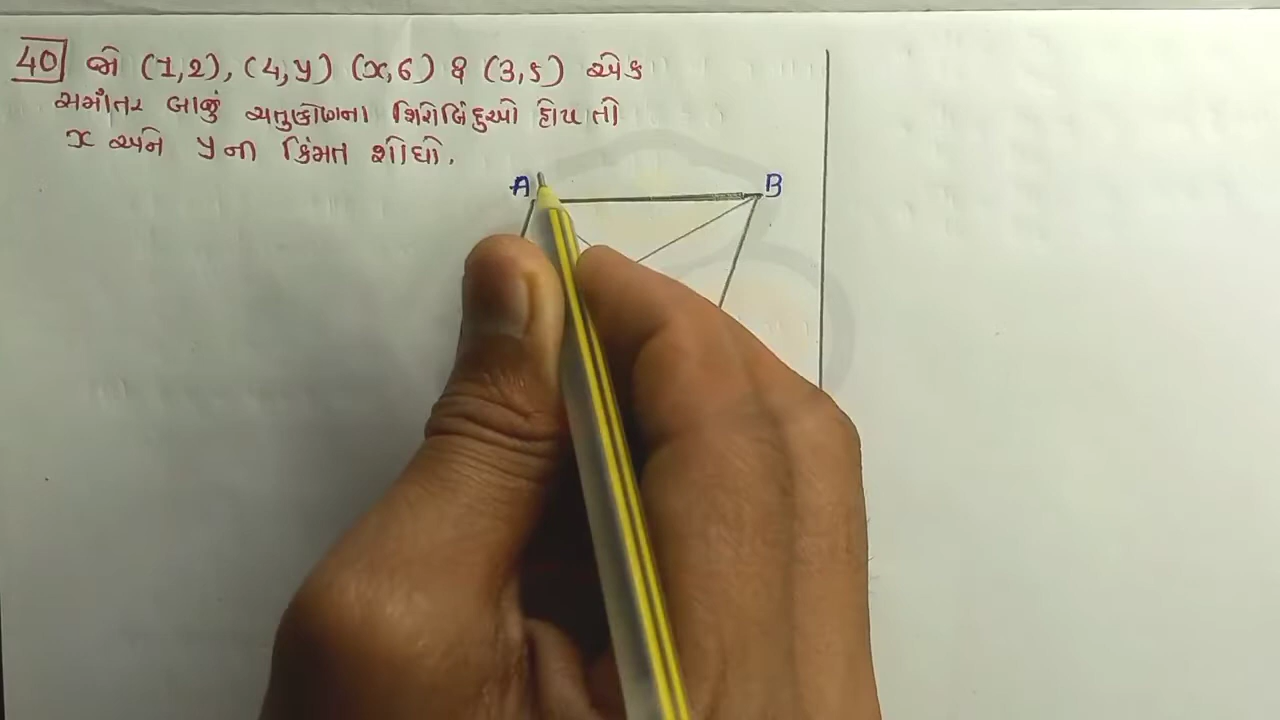 40 જો (1,2), (4,y) (x,6) & (3,5) એક
સમાંતર બાજું ચતુષ્કોણના શિરોબિંદુઓ હોય તો
x અને y ની કિંમત શોધો.
A B